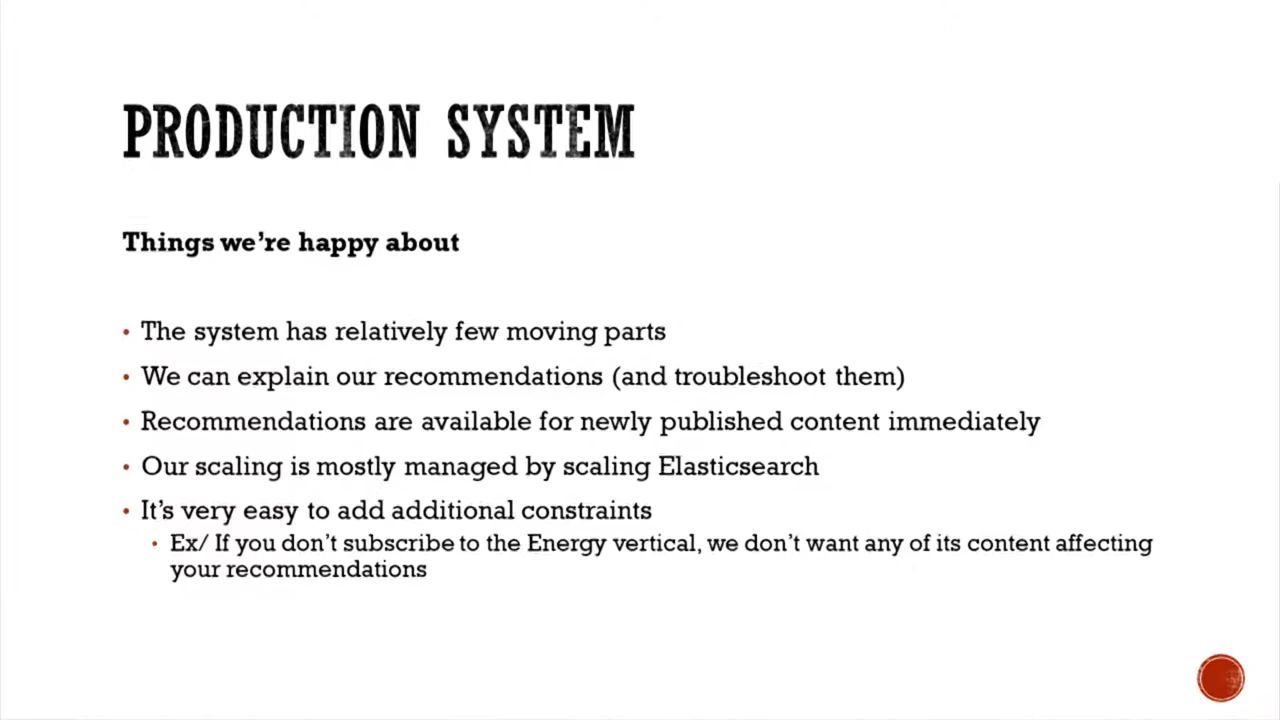 PRODUCTION SYSTEM
Things we're happy about
• The system has relatively few moving parts
• We can explain our recommendations (and troubleshoot them)
• Recommendations are available for newly published content immediately
• Our scaling is mostly managed by scaling Elasticsearch
• It's very easy to add additional constraints
• Ex/ If you don't subscribe to the Energy vertical, we don't want any of its content affecting
your recommendations